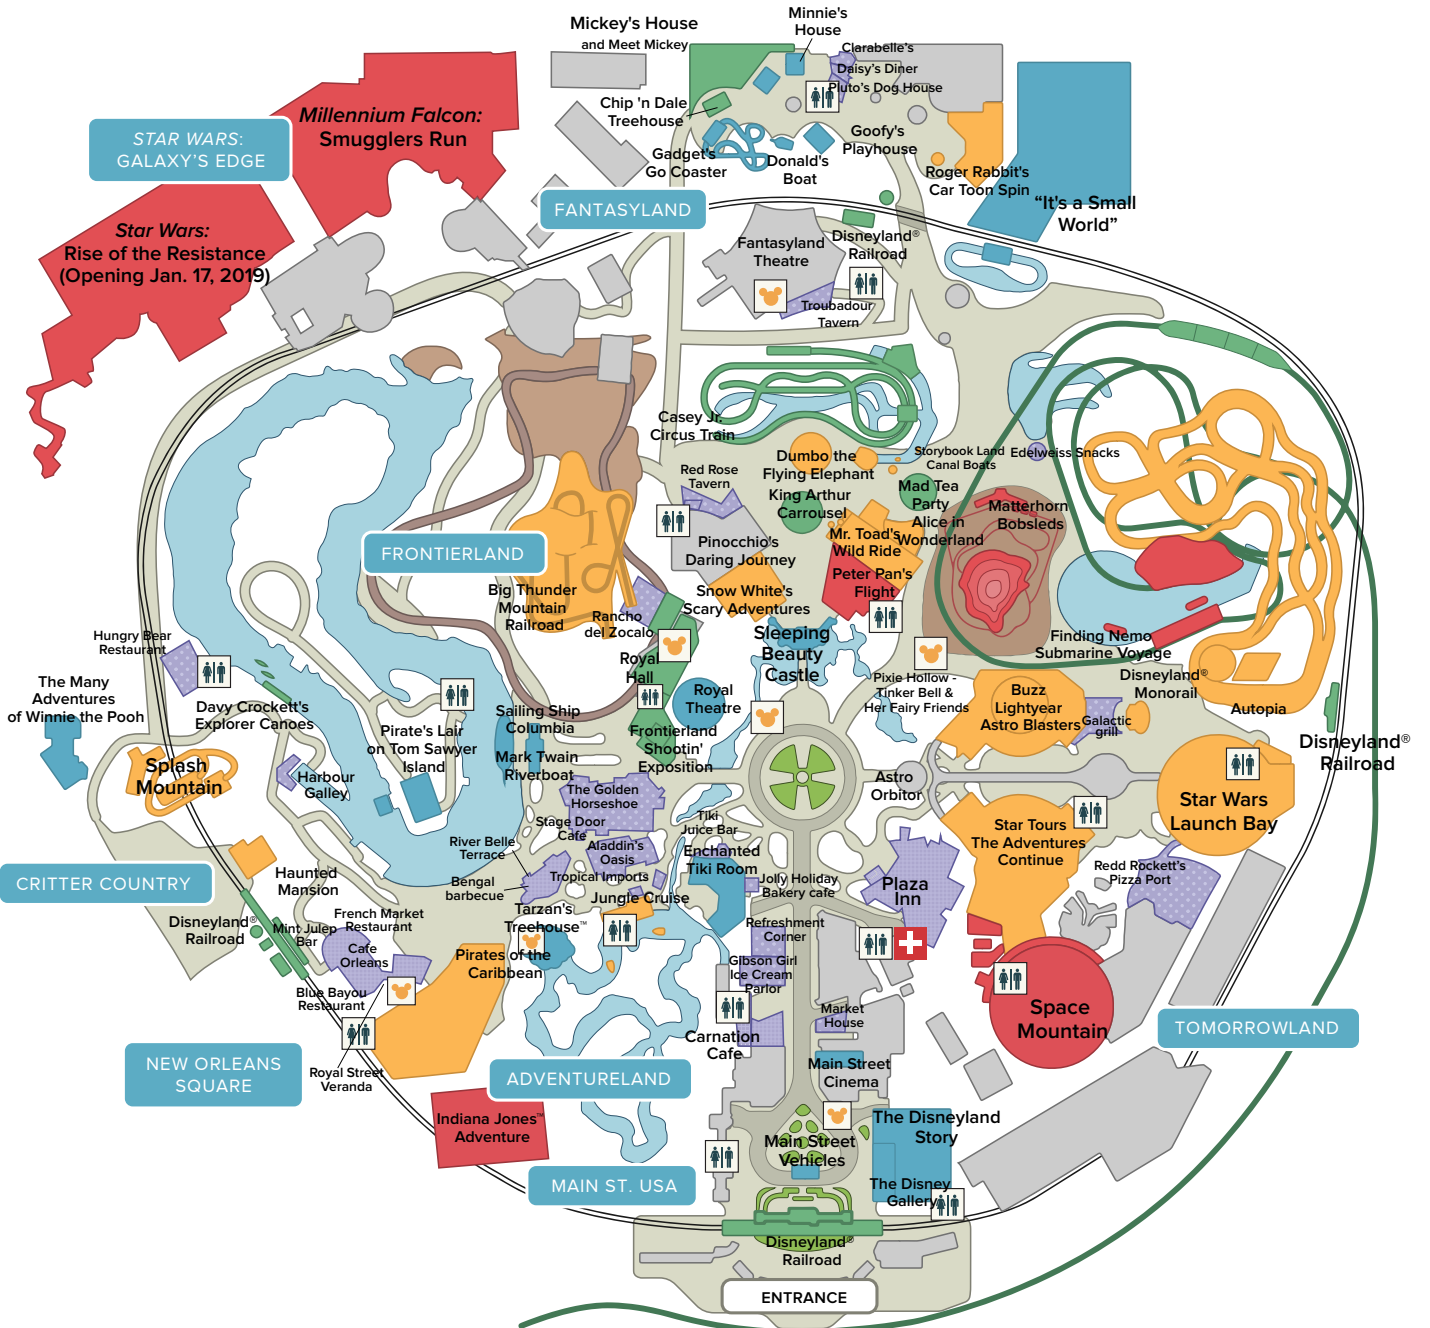 Mickey's House
and Meet Mickey
Minnie's
House
Clarabelle's
Daisy's Diner
Pluto's Dog House
Chip 'n Dale
Treehouse
Gadget's
Go Coaster
Donald's
Boat
Goofy's
Playhouse
Roger Rabbit's
Car Toon Spin
"It's a Small
World"
Millennium Falcon:
Smugglers Run
STAR WARS:
GALAXY'S EDGE
Star Wars:
Rise of the Resistance
(Opening Jan. 17, 2019)
FANTASYLAND
Fantasyland
Theatre
Disneyland®
Railroad
Troubadour
Tavern
Casey Jr.
Circus Train
Dumbo the
Flying Elephant
Storybook Land
Canal Boats
Edelweiss Snacks
Red Rose
Tavern
King Arthur
Carrousel
Mad Tea
Party
Alice in
Wonderland
Matterhorn
Bobsleds
Mr. Toad's
Wild Ride
Pinocchio's
Daring Journey
Peter Pan's
Flight
Snow White's
Scary Adventures
FRONTIERLAND
Big Thunder
Mountain
Railroad
Rancho
del Zocalo
Sleeping
Beauty
Castle
Finding Nemo
Submarine Voyage
Hungry Bear
Restaurant
Royal
Hall
Royal
Theatre
Pixie Hollow -
Tinker Bell &
Her Fairy Friends
Buzz
Lightyear
Astro Blasters
Galactic
grill
Disneyland®
Monorail
Autopia
The Many
Adventures
of Winnie the Pooh
Davy Crockett's
Explorer Canoes
Pirate's Lair
on Tom Sawyer
Island
Sailing Ship
Columbia
Mark Twain
Riverboat
Frontierland
Shootin'
Exposition
Disneyland®
Railroad
Splash
Mountain
Harbour
Galley
The Golden
Horseshoe
Stage Door
Cafe
Astro
Orbitor
Star Wars
Launch Bay
Tiki
Juice Bar
Star Tours
The Adventures
Continue
River Belle
Terrace
Aladdin's
Oasis
Enchanted
Tiki Room
Redd Rockett's
Pizza Port
CRITTER COUNTRY
Haunted
Mansion
Bengal
barbecue
Tropical Imports
Jungle Cruise
Jolly Holiday
Bakery cafe
Plaza
Inn
Disneyland®
Railroad
Mint Julep
Bar
French Market
Restaurant
Cafe
Orleans
Tarzan's
Treehouse™
Refreshment
Corner
Pirates of the
Caribbean
Gibson Girl
Ice Cream
Parlor
Blue Bayou
Restaurant
Market
House
Space
Mountain
TOMORROWLAND
Carnation
Cafe
Main Street
Cinema
NEW ORLEANS
SQUARE
Royal Street
Veranda
ADVENTURELAND
Indiana Jones™
Adventure
The Disneyland
Story
Main Street
Vehicles
MAIN ST. USA
The Disney
Gallery
Disneyland®
Railroad
ENTRANCE